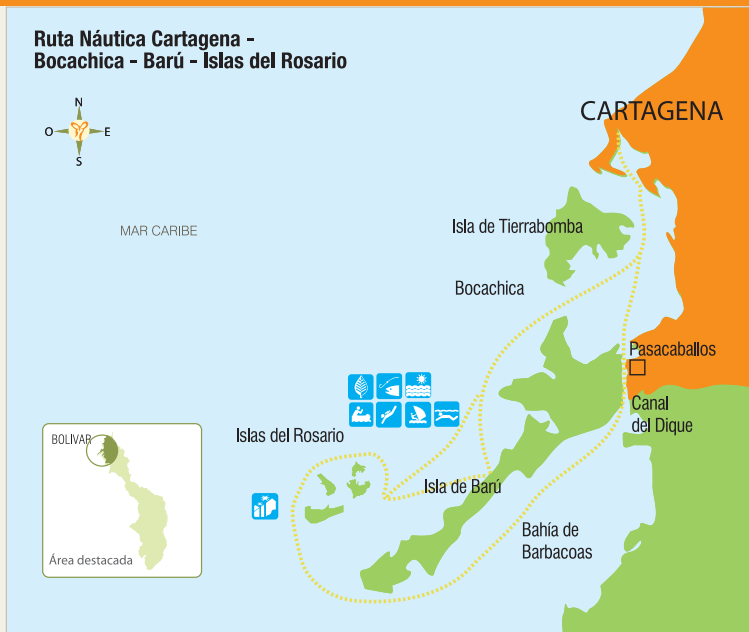 Ruta Náutica Cartagena -
Bocachica - Barú - Islas del Rosario
N
O
E
S
CARTAGENA
MAR CARIBE
Isla de Tierrabomba
Bocachica
Pasacaballos
Canal
del Dique
Islas del Rosario
BOLIVAR
Isla de Barú
Bahía de
Barbacoas
Área destacada